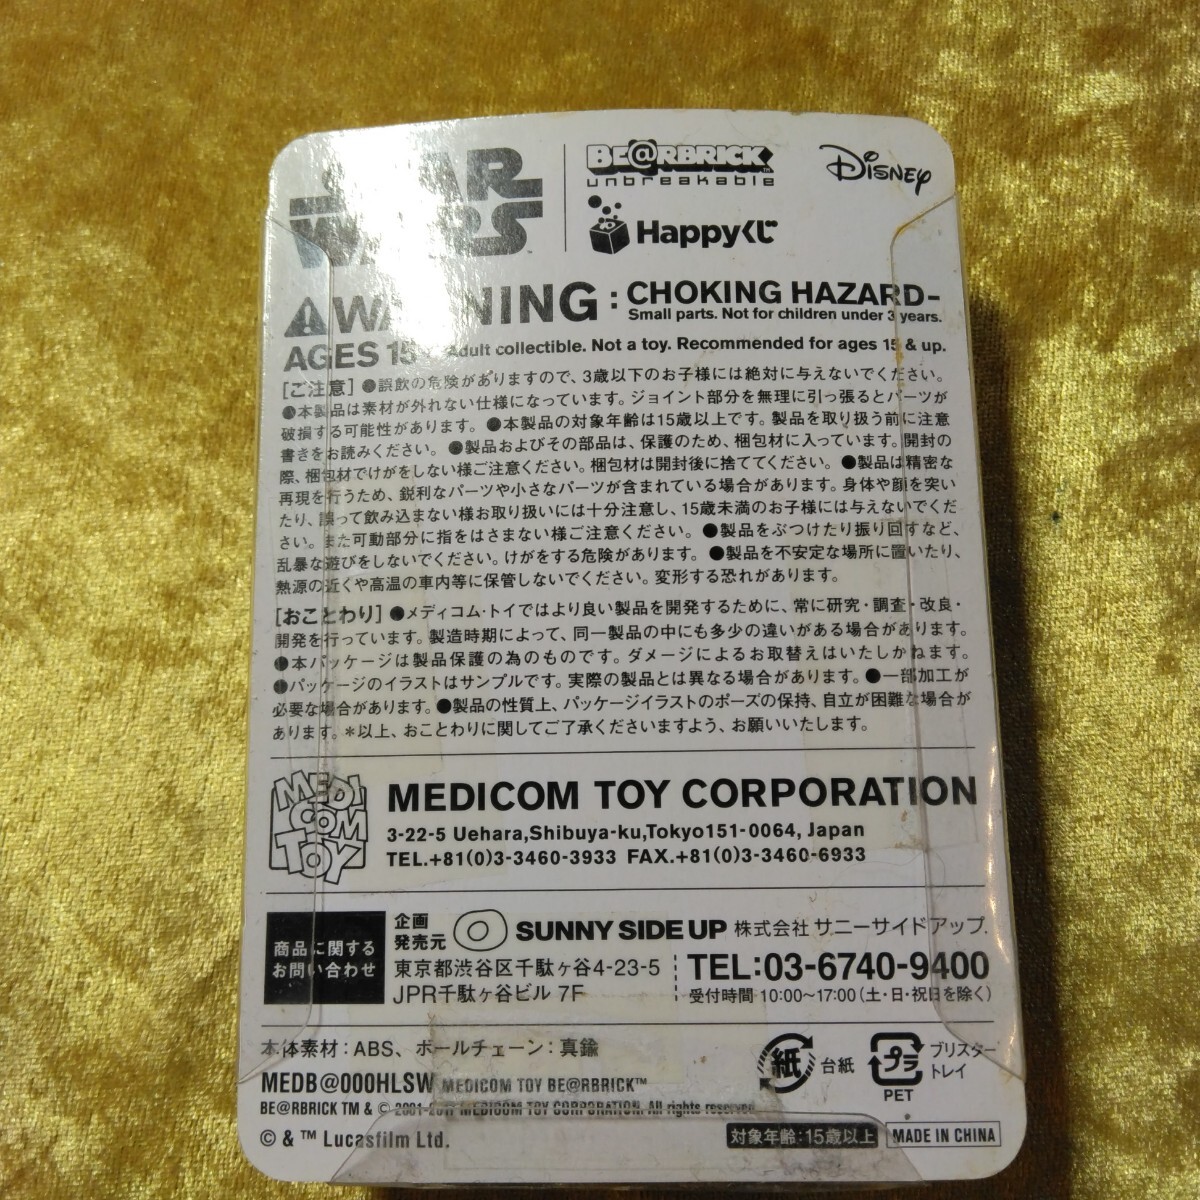 STAR WARS
BE@RBRICK™
unbreakable
Disney
Happyくじ
⚠WARNING : CHOKING HAZARD-
Small parts. Not for children under 3 years.
AGES 15+ Adult collectible. Not a toy. Recommended for ages 15 & up.
[ご注意] ●誤飲の危険がありますので、3歳以下のお子様には絶対に与えないでください。
●本製品は素材が外れない仕様になっています。ジョイント部分を無理に引っ張るとパーツが
破損する可能性があります。●本製品の対象年齢は15歳以上です。製品を取り扱う前に注意
書きをお読みください。●製品およびその部品は、保護のため、梱包材に入っています。開封の
際、梱包材でけがをしない様ご注意ください。梱包材は開封後に捨ててください。●製品は精密な
再現を行うため、鋭利なパーツや小さなパーツが含まれている場合があります。身体や顔を突い
たり、誤って飲み込まない様お取り扱いには十分注意し、15歳未満のお子様には与えないでくだ
さい。また可動部分に指をはさまない様ご注意ください。●製品をぶつけたり振り回すなど、
乱暴な遊びをしないでください。けがをする危険があります。●製品を不安定な場所に置いたり、
熱源の近くや高温の車内等に保管しないでください。変形する恐れがあります。
[おことわり] ●メディコム・トイではより良い製品を開発するために、常に研究・調査・改良・
開発を行っています。製造時期によって、同一製品の中にも多少の違いがある場合があります。
●本パッケージは製品保護の為のものです。ダメージによるお取替えはいたしかねます。
●パッケージのイラストはサンプルです。実際の製品とは異なる場合があります。●一部加工が
必要な場合があります。●製品の性質上、パッケージイラストのポーズの保持、自立が困難な場合が
あります。＊以上、おことわりに関してご了承くださいますよう、お願いいたします。
MEDICOM TOY
MEDICOM TOY CORPORATION
3-22-5 Uehara,Shibuya-ku,Tokyo151-0064, Japan
TEL.+81(0)3-3460-3933 FAX.+81(0)3-3460-6933
商品に関する
お問い合わせ
企画
発売元
SUNNY SIDE UP 株式会社 サニーサイドアップ.
東京都渋谷区千駄ヶ谷4-23-5
JPR千駄ヶ谷ビル 7F
TEL:03-6740-9400
受付時間 10:00〜17:00(土・日・祝日を除く)
本体素材：ABS、ボールチェーン：真鍮
紙 台紙
プラ
PET
ブリスター
トレイ
MEDB@000HLSW MEDICOM TOY BE@RBRICK™
BE@RBRICK TM & © 2001-2017 MEDICOM TOY CORPORATION. All rights reserved.
© & ™ Lucasfilm Ltd.
対象年齢：15歳以上
MADE IN CHINA